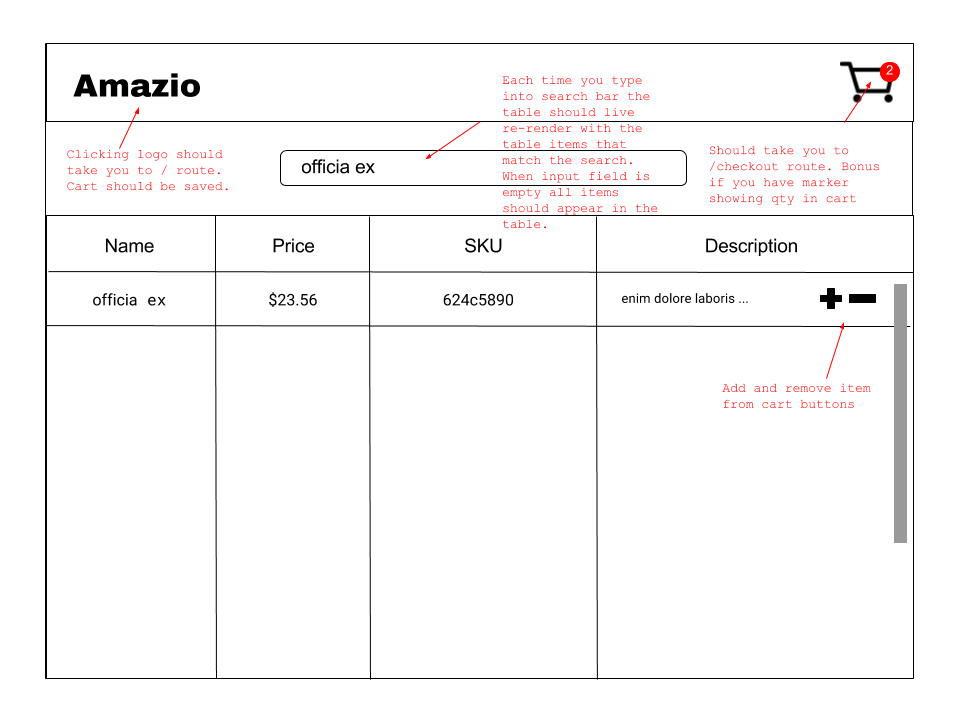 Amazio
2
Each time you type
into search bar the
table should live
re-render with the
table items that
match the search.
When input field is
empty all items
should appear in the
table.
Clicking logo should
take you to / route.
Cart should be saved.
officia ex
Should take you to
/checkout route. Bonus
if you have marker
showing qty in cart
Name Price SKU Description
officia ex $23.56 624c5890 enim dolore laboris ...
Add and remove item
from cart buttons